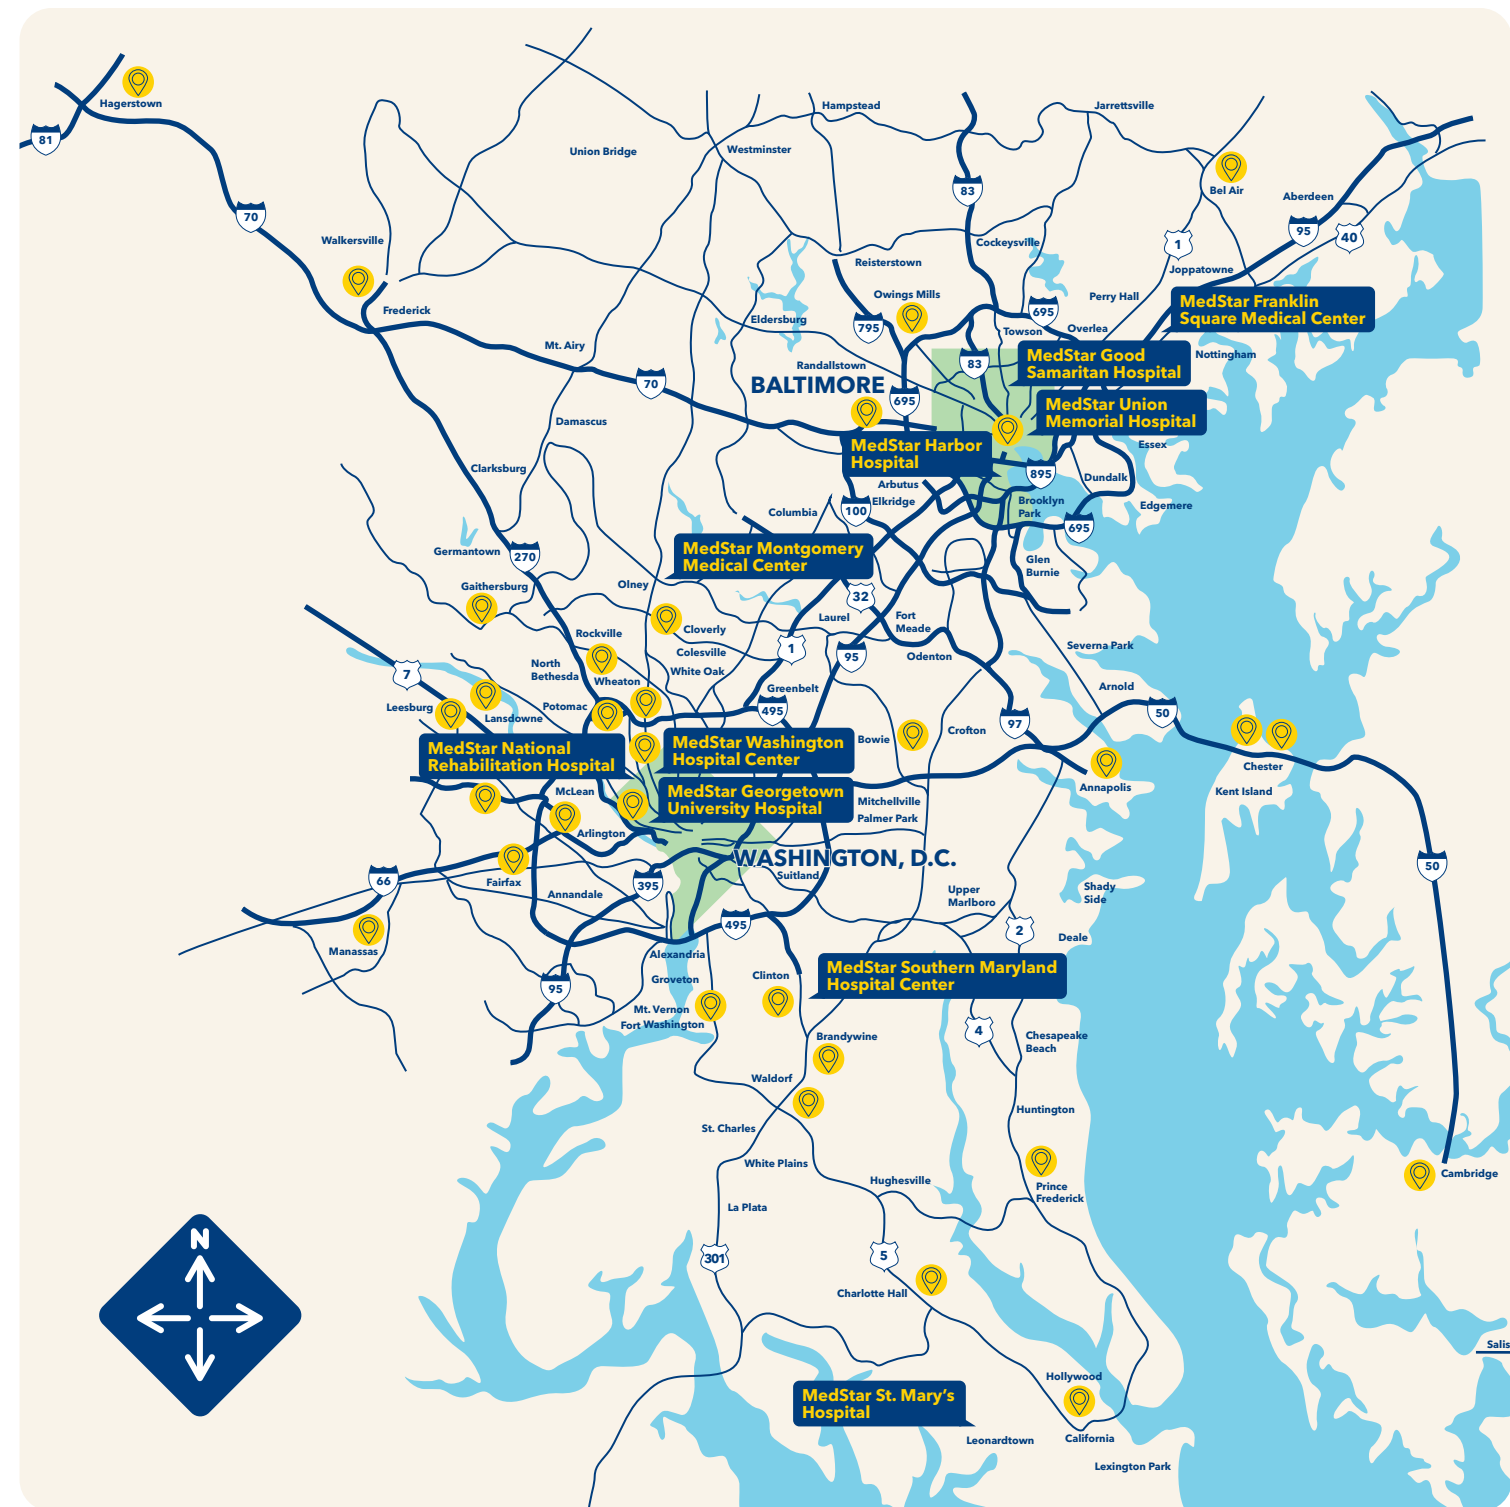 Hagerstown
81
Hampstead
Jarrettsville
Union Bridge
Westminster
83
Bel Air
Aberdeen
70
95
40
1
Walkersville
Cockeysville
Reisterstown
Joppatowne
Owings Mills
Perry Hall
Frederick
Eldersburg
795
695
Towson
Overlea
MedStar Franklin
Square Medical Center
Mt. Airy
Randallstown
83
MedStar Good
Samaritan Hospital
Nottingham
70
BALTIMORE
695
MedStar Union
Memorial Hospital
Damascus
MedStar Harbor
Hospital
Essex
Clarksburg
895
Dundalk
Arbutus
Elkridge
Brooklyn
Park
Edgemere
Columbia
100
695
Germantown
270
MedStar Montgomery
Medical Center
Glen
Burnie
Gaithersburg
Olney
32
Laurel
Fort
Meade
Rockville
Cloverly
Colesville
1
95
Odenton
Severna Park
North
Bethesda
White Oak
7
Wheaton
Greenbelt
Arnold
Leesburg
Lansdowne
Potomac
495
97
50
Bowie
Crofton
MedStar National
Rehabilitation Hospital
MedStar Washington
Hospital Center
Chester
Annapolis
Kent Island
McLean
MedStar Georgetown
University Hospital
Mitchellville
Palmer Park
Arlington
WASHINGTON, D.C.
50
66
Fairfax
395
Suitland
Annandale
Upper
Marlboro
Shady
Side
495
2
Deale
Manassas
Alexandria
Groveton
Clinton
MedStar Southern Maryland
Hospital Center
95
Mt. Vernon
Fort Washington
4
Brandywine
Chesapeake
Beach
Waldorf
Huntington
St. Charles
White Plains
Hughesville
Prince
Frederick
Cambridge
La Plata
N
301
5
Charlotte Hall
Salis
Hollywood
MedStar St. Mary’s
Hospital
Leonardtown
California
Lexington Park